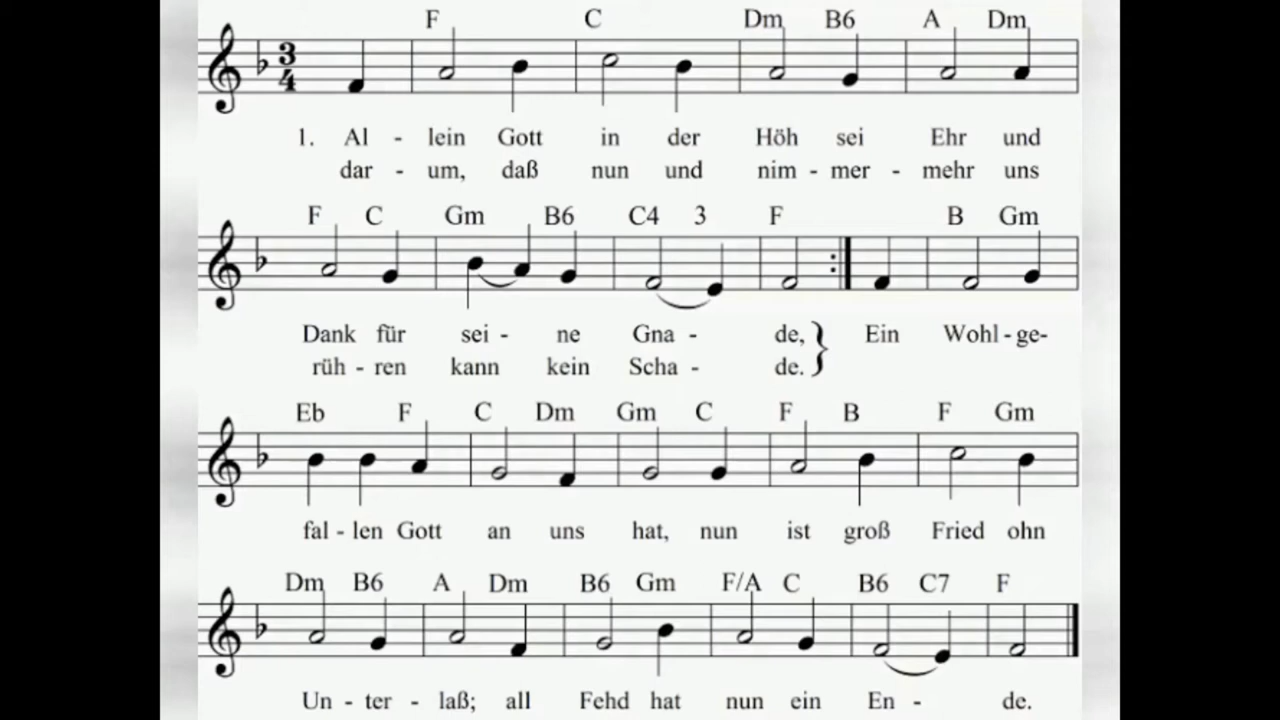 F C Dm B6 A Dm
3
4
1. Al - lein Gott in der Höh sei Ehr und
dar - um, daß nun und nim - mer - mehr uns
F C Gm B6 C4 3 F B Gm
Dank für sei - ne Gna - de, } Ein Wohl - ge-
rüh - ren kann kein Scha - de.
Eb F C Dm Gm C F B F Gm
fal - len Gott an uns hat, nun ist groß Fried ohn
Dm B6 A Dm B6 Gm F/A C B6 C7 F
Un - ter - laß; all Fehd hat nun ein En - de.